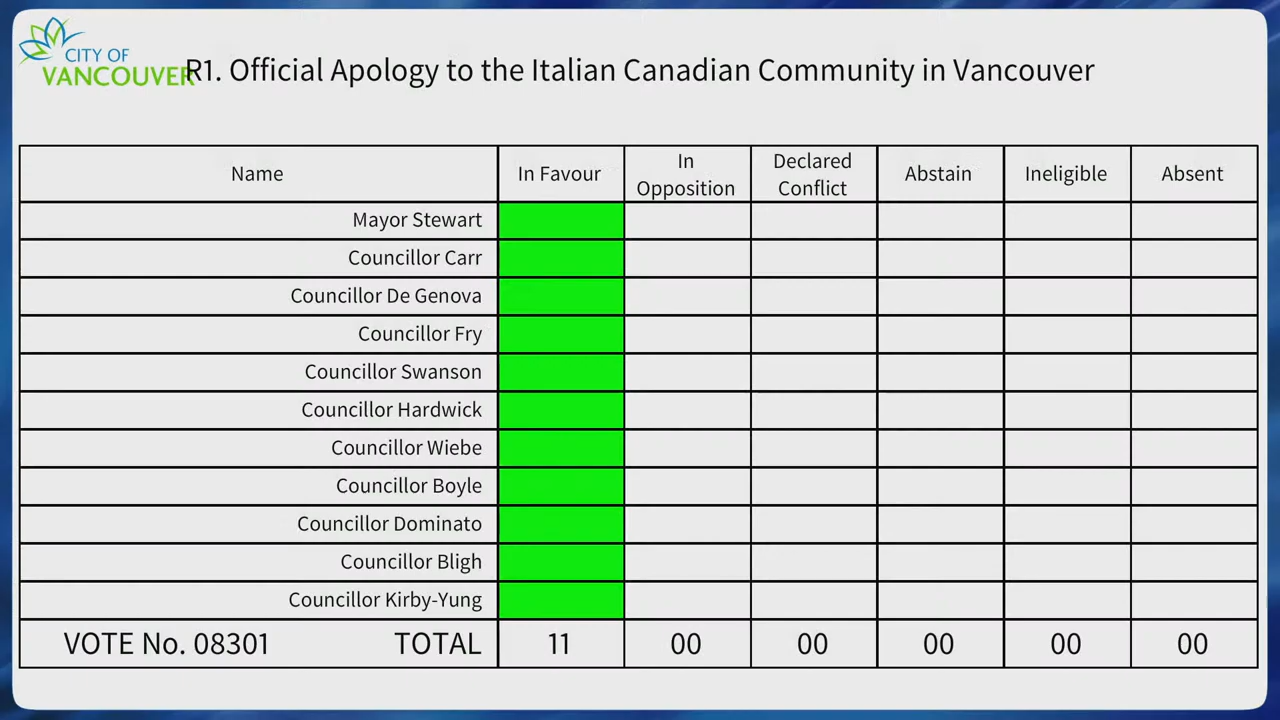 CITY OF
VANCOUVER
R1. Official Apology to the Italian Canadian Community in Vancouver
Name In Favour In Opposition Declared Conflict Abstain Ineligible Absent
Mayor Stewart
Councillor Carr
Councillor De Genova
Councillor Fry
Councillor Swanson
Councillor Hardwick
Councillor Wiebe
Councillor Boyle
Councillor Dominato
Councillor Bligh
Councillor Kirby-Yung
VOTE No. 08301 TOTAL 11 00 00 00 00 00